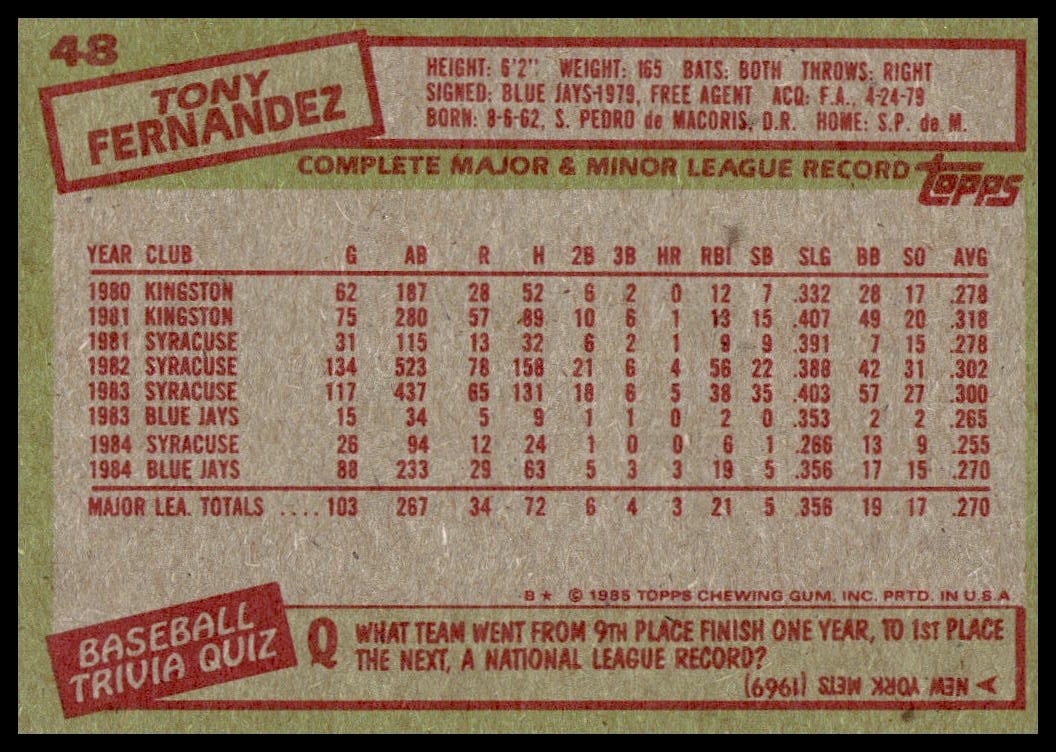 48
TONY
FERNANDEZ
HEIGHT: 6'2" WEIGHT: 165 BATS: BOTH THROWS: RIGHT
SIGNED: BLUE JAYS-1979, FREE AGENT ACQ: F.A., 4-24-79
BORN: 8-6-62, S. PEDRO de MACORIS, D.R. HOME: S.P. de M.
COMPLETE MAJOR & MINOR LEAGUE RECORD
topps
YEAR CLUB G AB R H 2B 3B HR RBI SB SLG BB SO AVG
1980 KINGSTON 62 187 28 52 6 2 0 12 7 .332 28 17 .278
1981 KINGSTON 75 280 57 89 10 6 1 13 15 .407 49 20 .318
1981 SYRACUSE 31 115 13 32 6 2 1 9 9 .391 7 15 .278
1982 SYRACUSE 134 523 78 158 21 6 4 56 22 .388 42 31 .302
1983 SYRACUSE 117 437 65 131 18 6 5 38 35 .403 57 27 .300
1983 BLUE JAYS 15 34 5 9 1 1 0 2 0 .353 2 2 .265
1984 SYRACUSE 26 94 12 24 1 0 0 6 1 .266 13 9 .255
1984 BLUE JAYS 88 233 29 63 5 3 3 19 5 .356 17 15 .270
MAJOR LEA. TOTALS .... 103 267 34 72 6 4 3 21 5 .356 19 17 .270
B★ © 1985 TOPPS CHEWING GUM, INC. PRTD. IN U.S.A
BASEBALL
TRIVIA QUIZ
Q WHAT TEAM WENT FROM 9TH PLACE FINISH ONE YEAR, TO 1ST PLACE
THE NEXT, A NATIONAL LEAGUE RECORD?
NEW YORK METS (1969)